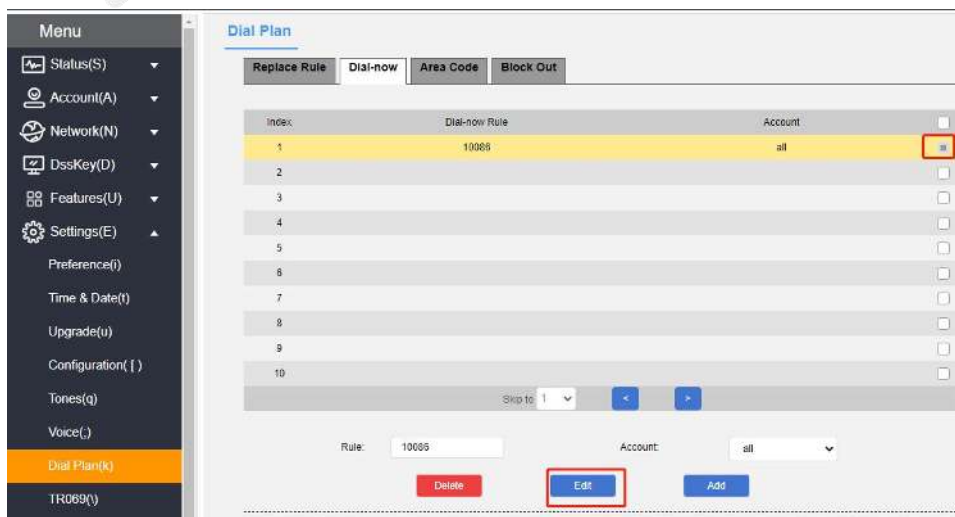 Menu
Status(S)
Account(A)
Network(N)
DssKey(D)
Features(U)
Settings(E)
Preference(i)
Time & Date(t)
Upgrade(u)
Configuration( [ )
Tones(q)
Voice(;)
Dial Plan(k)
TR069(\)
Dial Plan
Replace Rule Dial-now Area Code Block Out
Index Dial-now Rule Account
1 10086 all
2
3
4
5
6
7
8
9
10
Skip to 1 < >
Rule: 10086 Account: all
Delete Edit Add